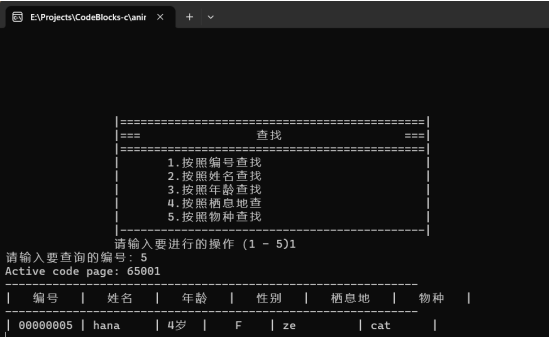 E:\Projects\CodeBlocks-c\anir
|=============================================|
|===                查找                ===|
|=============================================|
1.按照编号查找
2.按照姓名查找
3.按照年龄查找
4.按照栖息地查
5.按照物种查找
|---------------------------------------------|
请输入要进行的操作 (1 - 5)1
请输入要查询的编号: 5
Active code page: 65001
-------------------------------------------------------------
| 编号 | 姓名 | 年龄 | 性别 | 栖息地 | 物种 |
-------------------------------------------------------------
| 00000005 | hana | 4岁 | F | ze | cat |